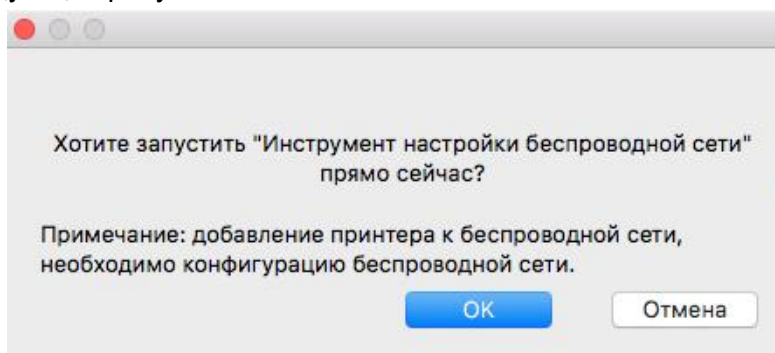 Хотите запустить "Инструмент настройки беспроводной сети"
прямо сейчас?
Примечание: добавление принтера к беспроводной сети,
необходимо конфигурацию беспроводной сети.
OK
Отмена